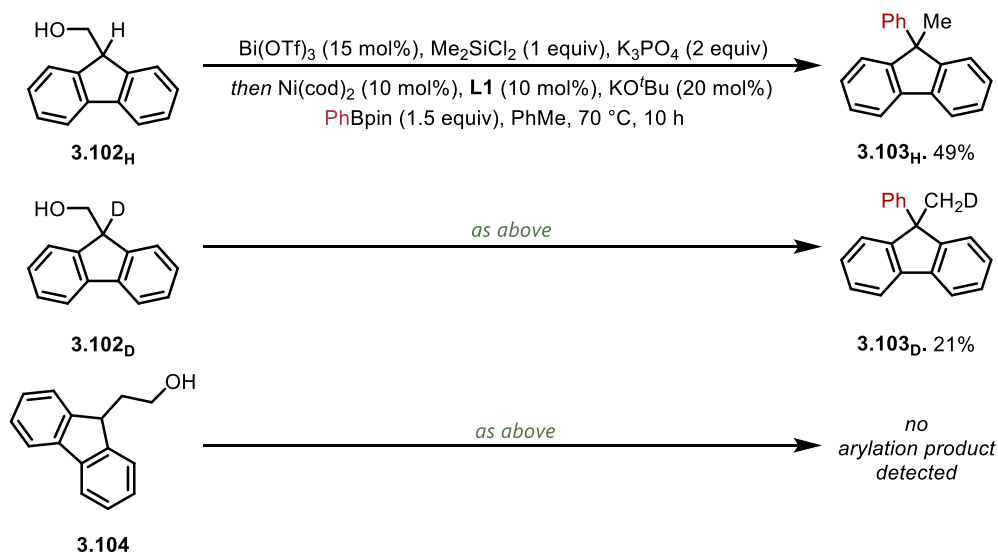 HO H
Bi(OTf)₃ (15 mol%), Me₂SiCl₂ (1 equiv), K₃PO₄ (2 equiv)
then Ni(cod)₂ (10 mol%), L1 (10 mol%), KOᵗBu (20 mol%)
PhBpin (1.5 equiv), PhMe, 70 °C, 10 h
Ph Me
3.102H
3.103H. 49%
HO D
as above
Ph CH₂D
3.102D
3.103D. 21%
OH
as above
no
arylation product
detected
3.104